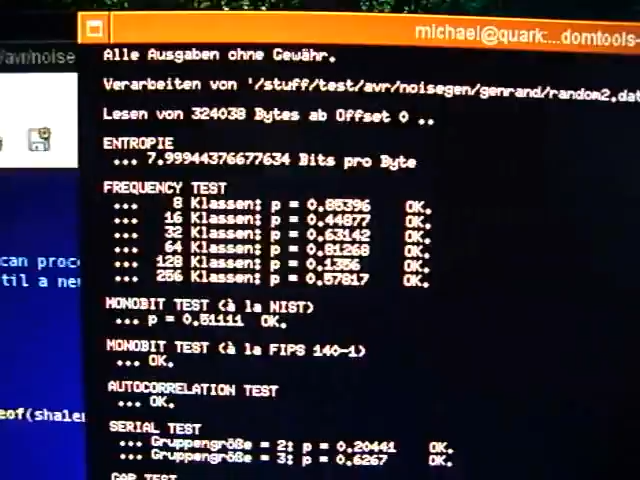 michael@quark:...domtools-
/avr/noise
Alle Ausgaben ohne Gewähr.
Verarbeiten von '/stuff/test/avr/noisegen/genrand/random2.dat
Lesen von 324038 Bytes ab Offset 0 ..
ENTROPIE
... 7.99944376677634 Bits pro Byte
FREQUENCY TEST
... 8 Klassen: p = 0.85396 OK.
... 16 Klassen: p = 0.44877 OK.
... 32 Klassen: p = 0.63142 OK.
... 64 Klassen: p = 0.81268 OK.
... 128 Klassen: p = 0.1356 OK.
... 256 Klassen: p = 0.57817 OK.
MONOBIT TEST (à la NIST)
... p = 0.51111 OK.
MONOBIT TEST (à la FIPS 140-1)
... OK.
AUTOCORRELATION TEST
... OK.
SERIAL TEST
... Gruppengröße = 2: p = 0.20441 OK.
... Gruppengröße = 3: p = 0.6267 OK.
GAP TEST
can proc
til a ne
eof(shale